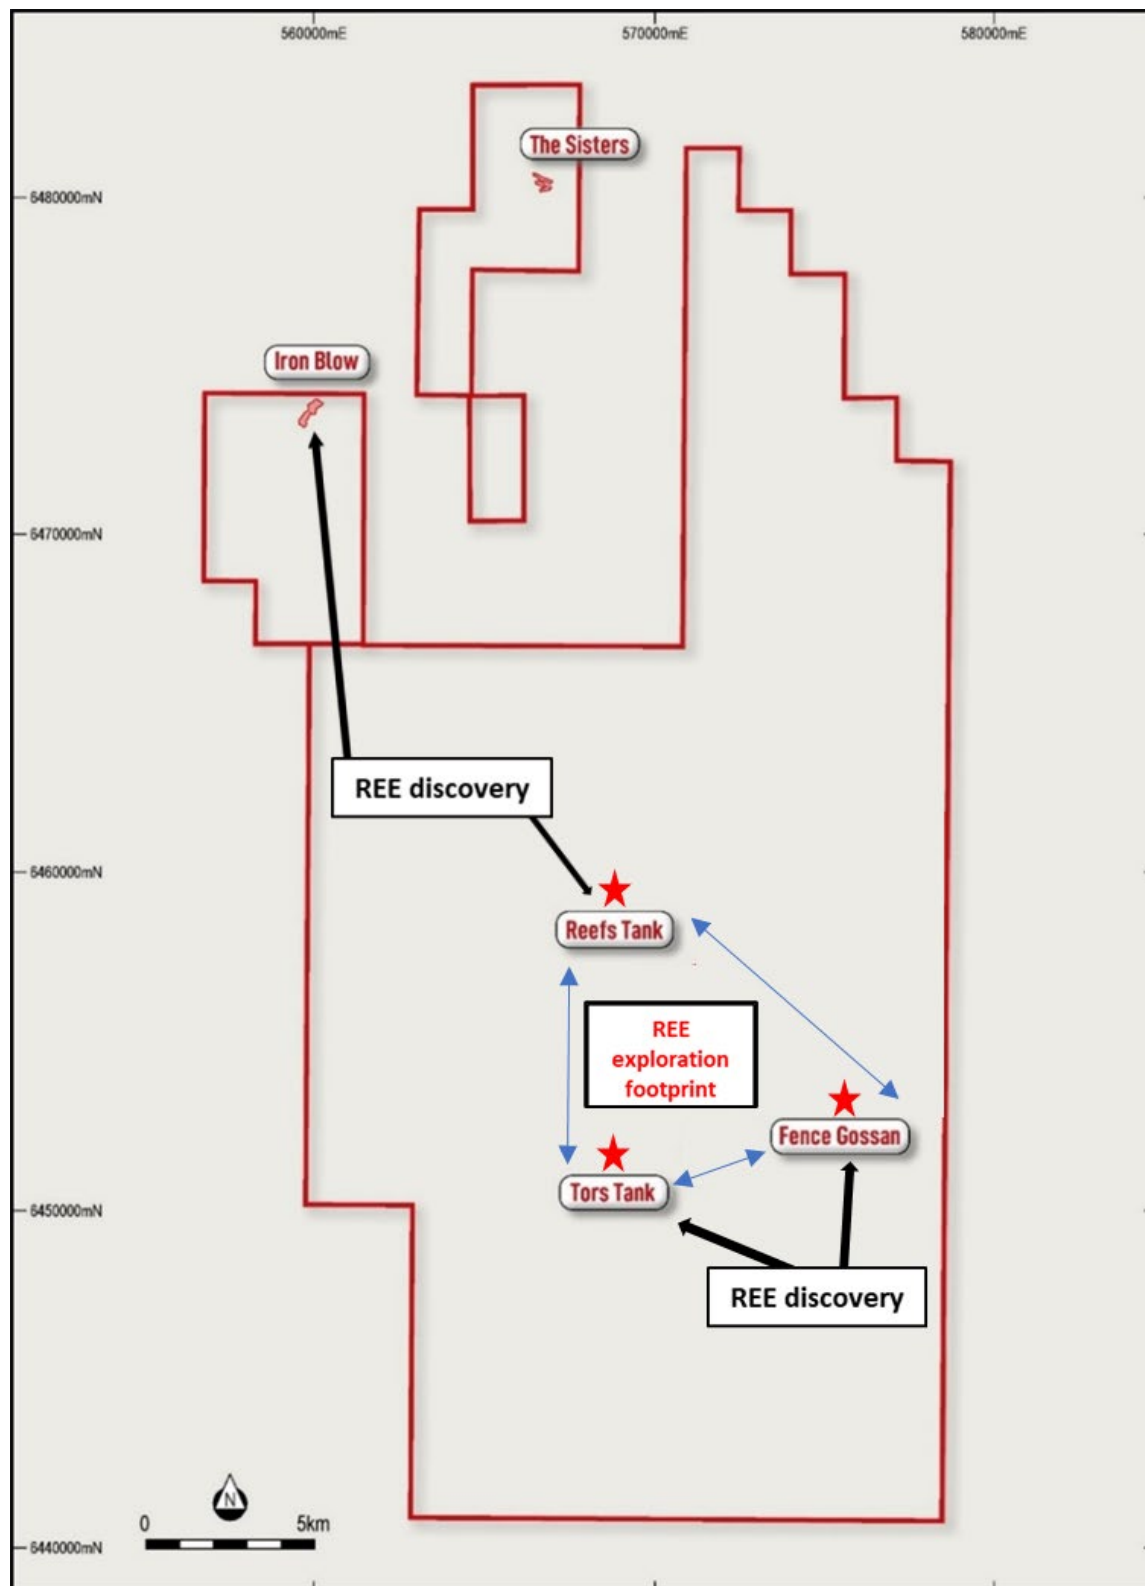 560000mE
570000mE
580000mE
The Sisters
6480000mN
Iron Blow
6470000mN
REE discovery
6460000mN
Reefs Tank
REE
exploration
footprint
Fence Gossan
Tors Tank
6450000mN
REE discovery
N
0
5km
6440000mN